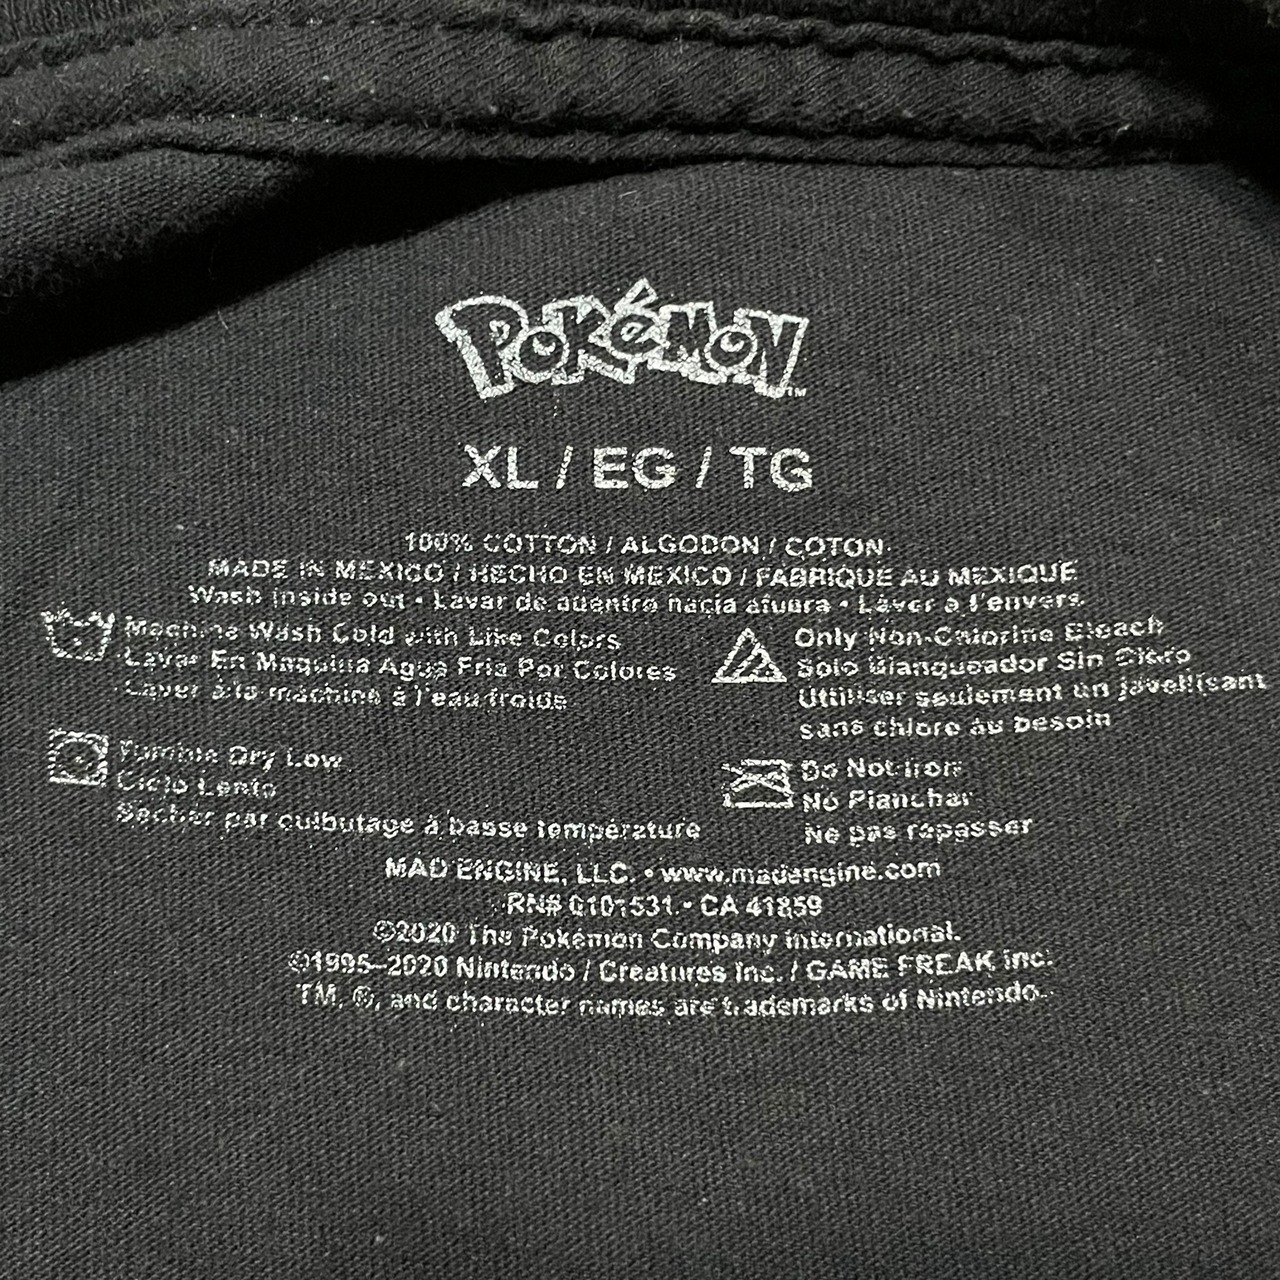 POKéMON™
XL / EG / TG
100% COTTON / ALGODON / COTON
MADE IN MEXICO / HECHO EN MEXICO / FABRIQUE AU MEXIQUE
Wash inside out • Lavar de adentro hacia afuera • Laver a l'envers
Machine Wash Cold with Like Colors
Lavar En Maquina Agua Fria Por Colores
Laver à la machine à l'eau froide
Only Non-Chlorine Bleach
Solo Blanqueador Sin Cloro
Utiliser seulement un javellisant
sans chlore au besoin
Tumble Dry Low
Ciclo Lento
Sécher par culbutage à basse température
Do Not Iron
No Planchar
Ne pas repasser
MAD ENGINE, LLC. • www.madengine.com
RN# 0101531 • CA 41859
©2020 The Pokémon Company International.
©1995–2020 Nintendo / Creatures Inc. / GAME FREAK inc.
TM, ®, and character names are trademarks of Nintendo.